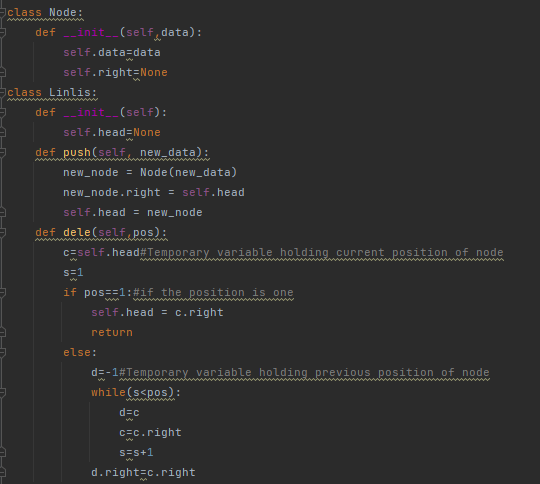 class Node:
    def __init__(self,data):
        self.data=data
        self.right=None
class Linlis:
    def __init__(self):
        self.head=None
    def push(self, new_data):
        new_node = Node(new_data)
        new_node.right = self.head
        self.head = new_node
    def dele(self,pos):
        c=self.head#Temporary variable holding current position of node
        s=1
        if pos==1:#if the position is one
            self.head = c.right
            return
        else:
            d=-1#Temporary variable holding previous position of node
            while(s<pos):
                d=c
                c=c.right
                s=s+1
            d.right=c.right